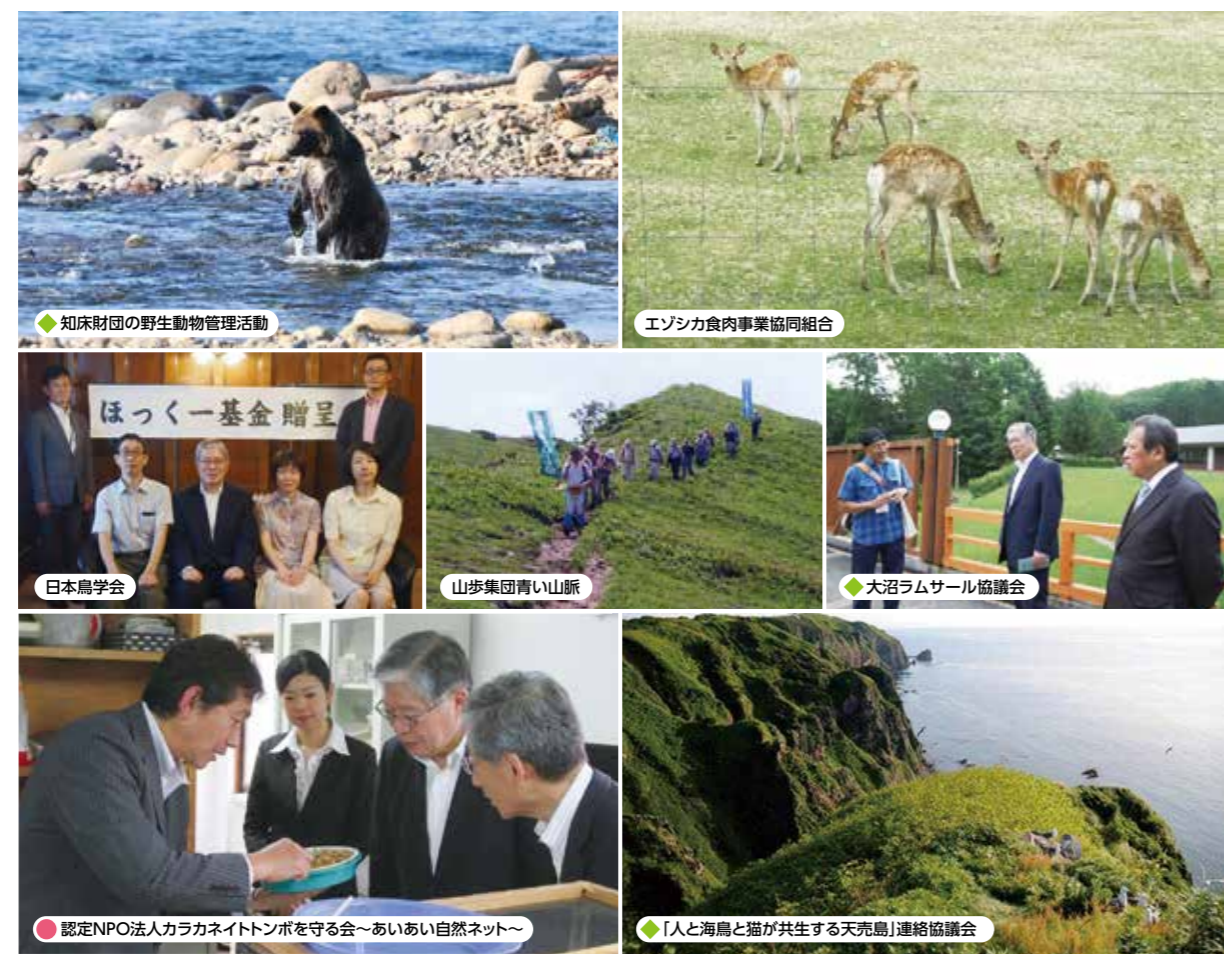 ◆知床財団の野生動物管理活動
エゾシカ食肉事業協同組合
ほっくー基金 贈呈
日本鳥学会
山歩集団青い山脈
◆大沼ラムサール協議会
●認定NPO法人カラカネイトトンボを守る会〜あいあい自然ネット〜
◆「人と海鳥と猫が共生する天売島」連絡協議会